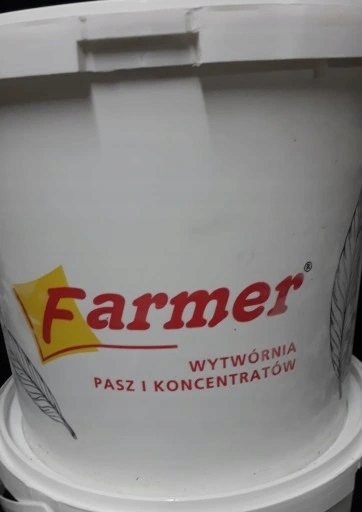 Farmer®
WYTWÓRNIA
PASZ I KONCENTRATÓW